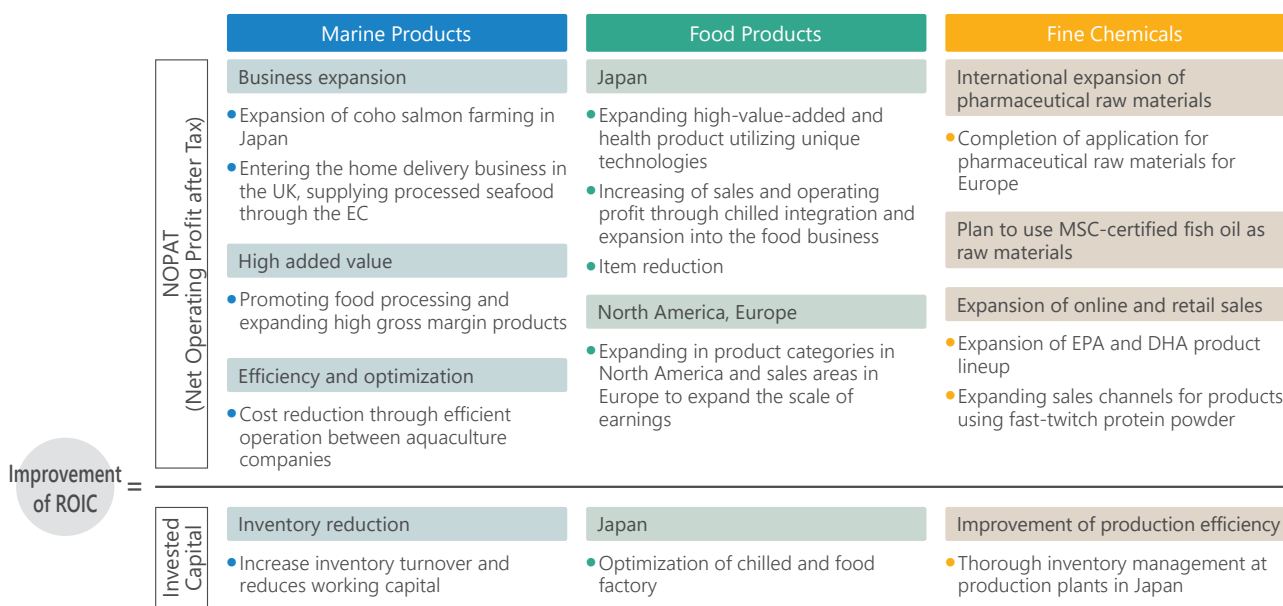 Marine Products
Food Products
Fine Chemicals
Improvement
of ROIC
=
NOPAT
(Net Operating Profit after Tax)
Business expansion
•Expansion of coho salmon farming in
Japan
•Entering the home delivery business in
the UK, supplying processed seafood
through the EC
High added value
•Promoting food processing and
expanding high gross margin products
Efficiency and optimization
•Cost reduction through efficient
operation between aquaculture
companies
Japan
•Expanding high-value-added and
health product utilizing unique
technologies
•Increasing of sales and operating
profit through chilled integration and
expansion into the food business
•Item reduction
North America, Europe
•Expanding in product categories in
North America and sales areas in
Europe to expand the scale of
earnings
International expansion of
pharmaceutical raw materials
•Completion of application for
pharmaceutical raw materials for
Europe
Plan to use MSC-certified fish oil as
raw materials
Expansion of online and retail sales
•Expansion of EPA and DHA product
lineup
•Expanding sales channels for products
using fast-twitch protein powder
Invested
Capital
Inventory reduction
•Increase inventory turnover and
reduces working capital
Japan
•Optimization of chilled and food
factory
Improvement of production efficiency
•Thorough inventory management at
production plants in Japan